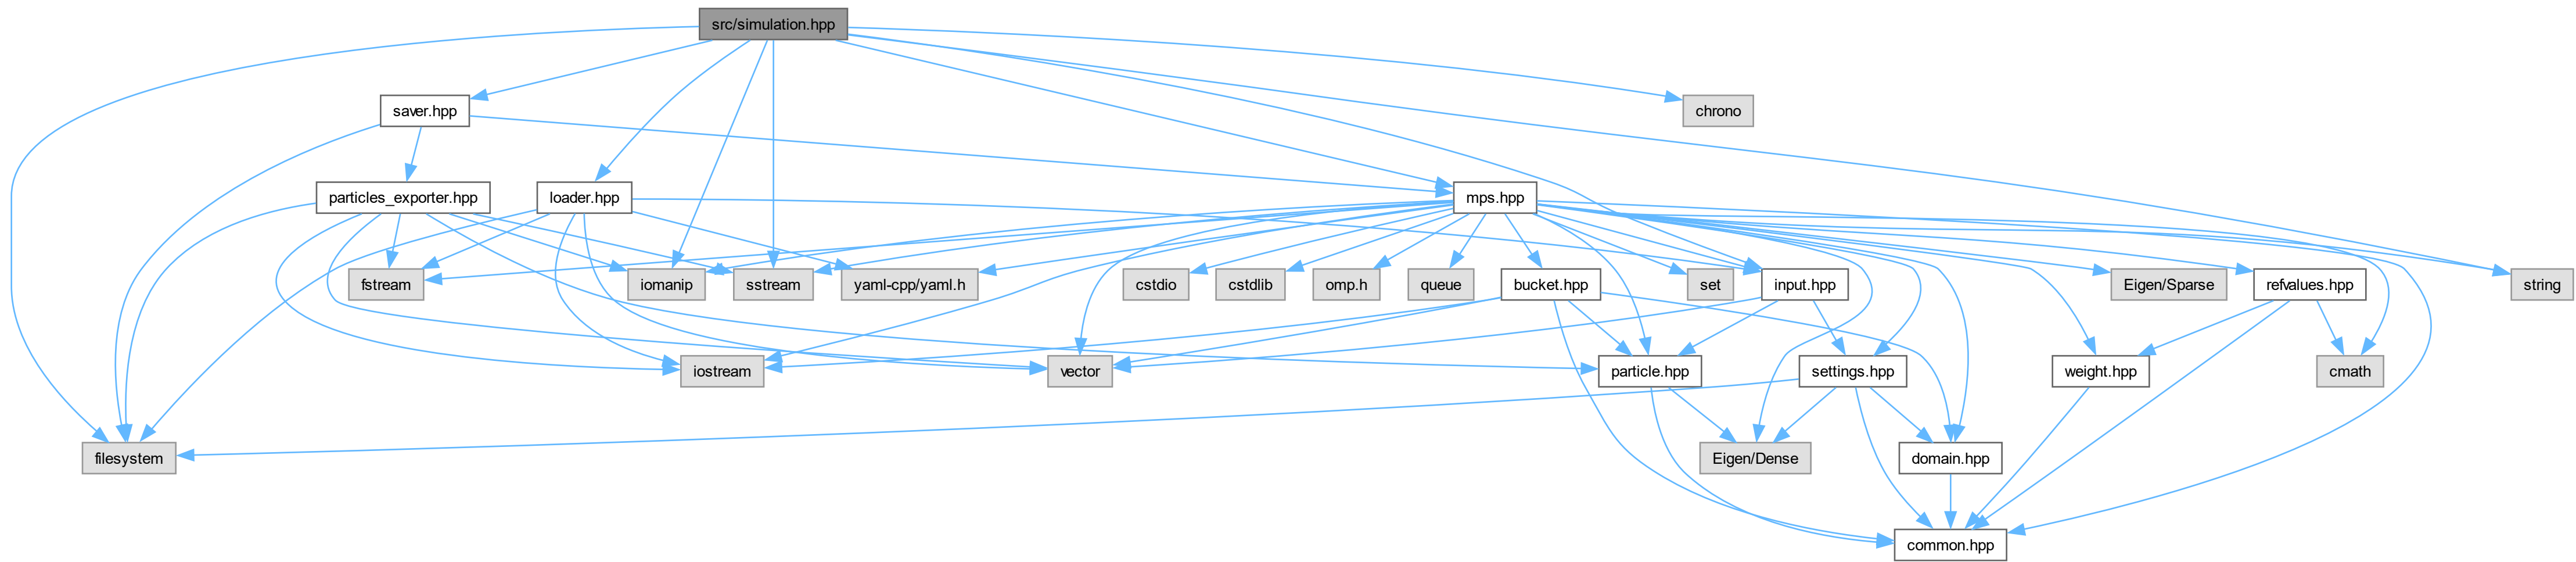 src/simulation.hpp
saver.hpp
chrono
particles_exporter.hpp
loader.hpp
mps.hpp
fstream
iomanip
sstream
yaml-cpp/yaml.h
cstdio
cstdlib
omp.h
queue
bucket.hpp
set
input.hpp
Eigen/Sparse
refvalues.hpp
string
iostream
vector
particle.hpp
settings.hpp
weight.hpp
cmath
filesystem
Eigen/Dense
domain.hpp
common.hpp